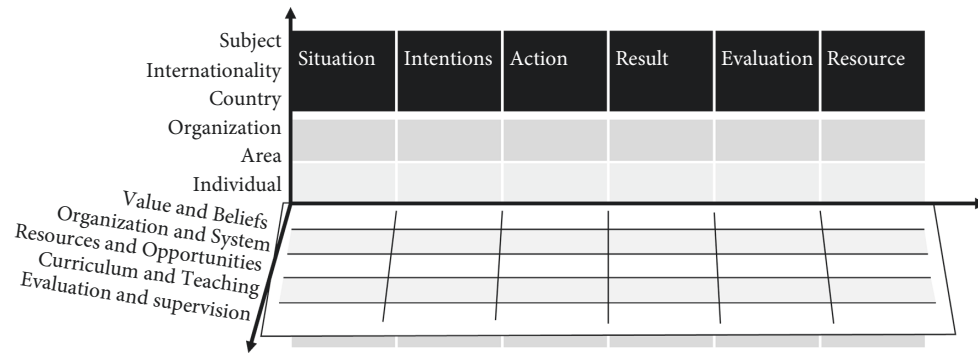 Subject
Internationality
Country
Organization
Area
Individual
Situation
Intentions
Action
Result
Evaluation
Resource
Value and Beliefs
Organization and System
Resources and Opportunities
Curriculum and Teaching
Evaluation and supervision